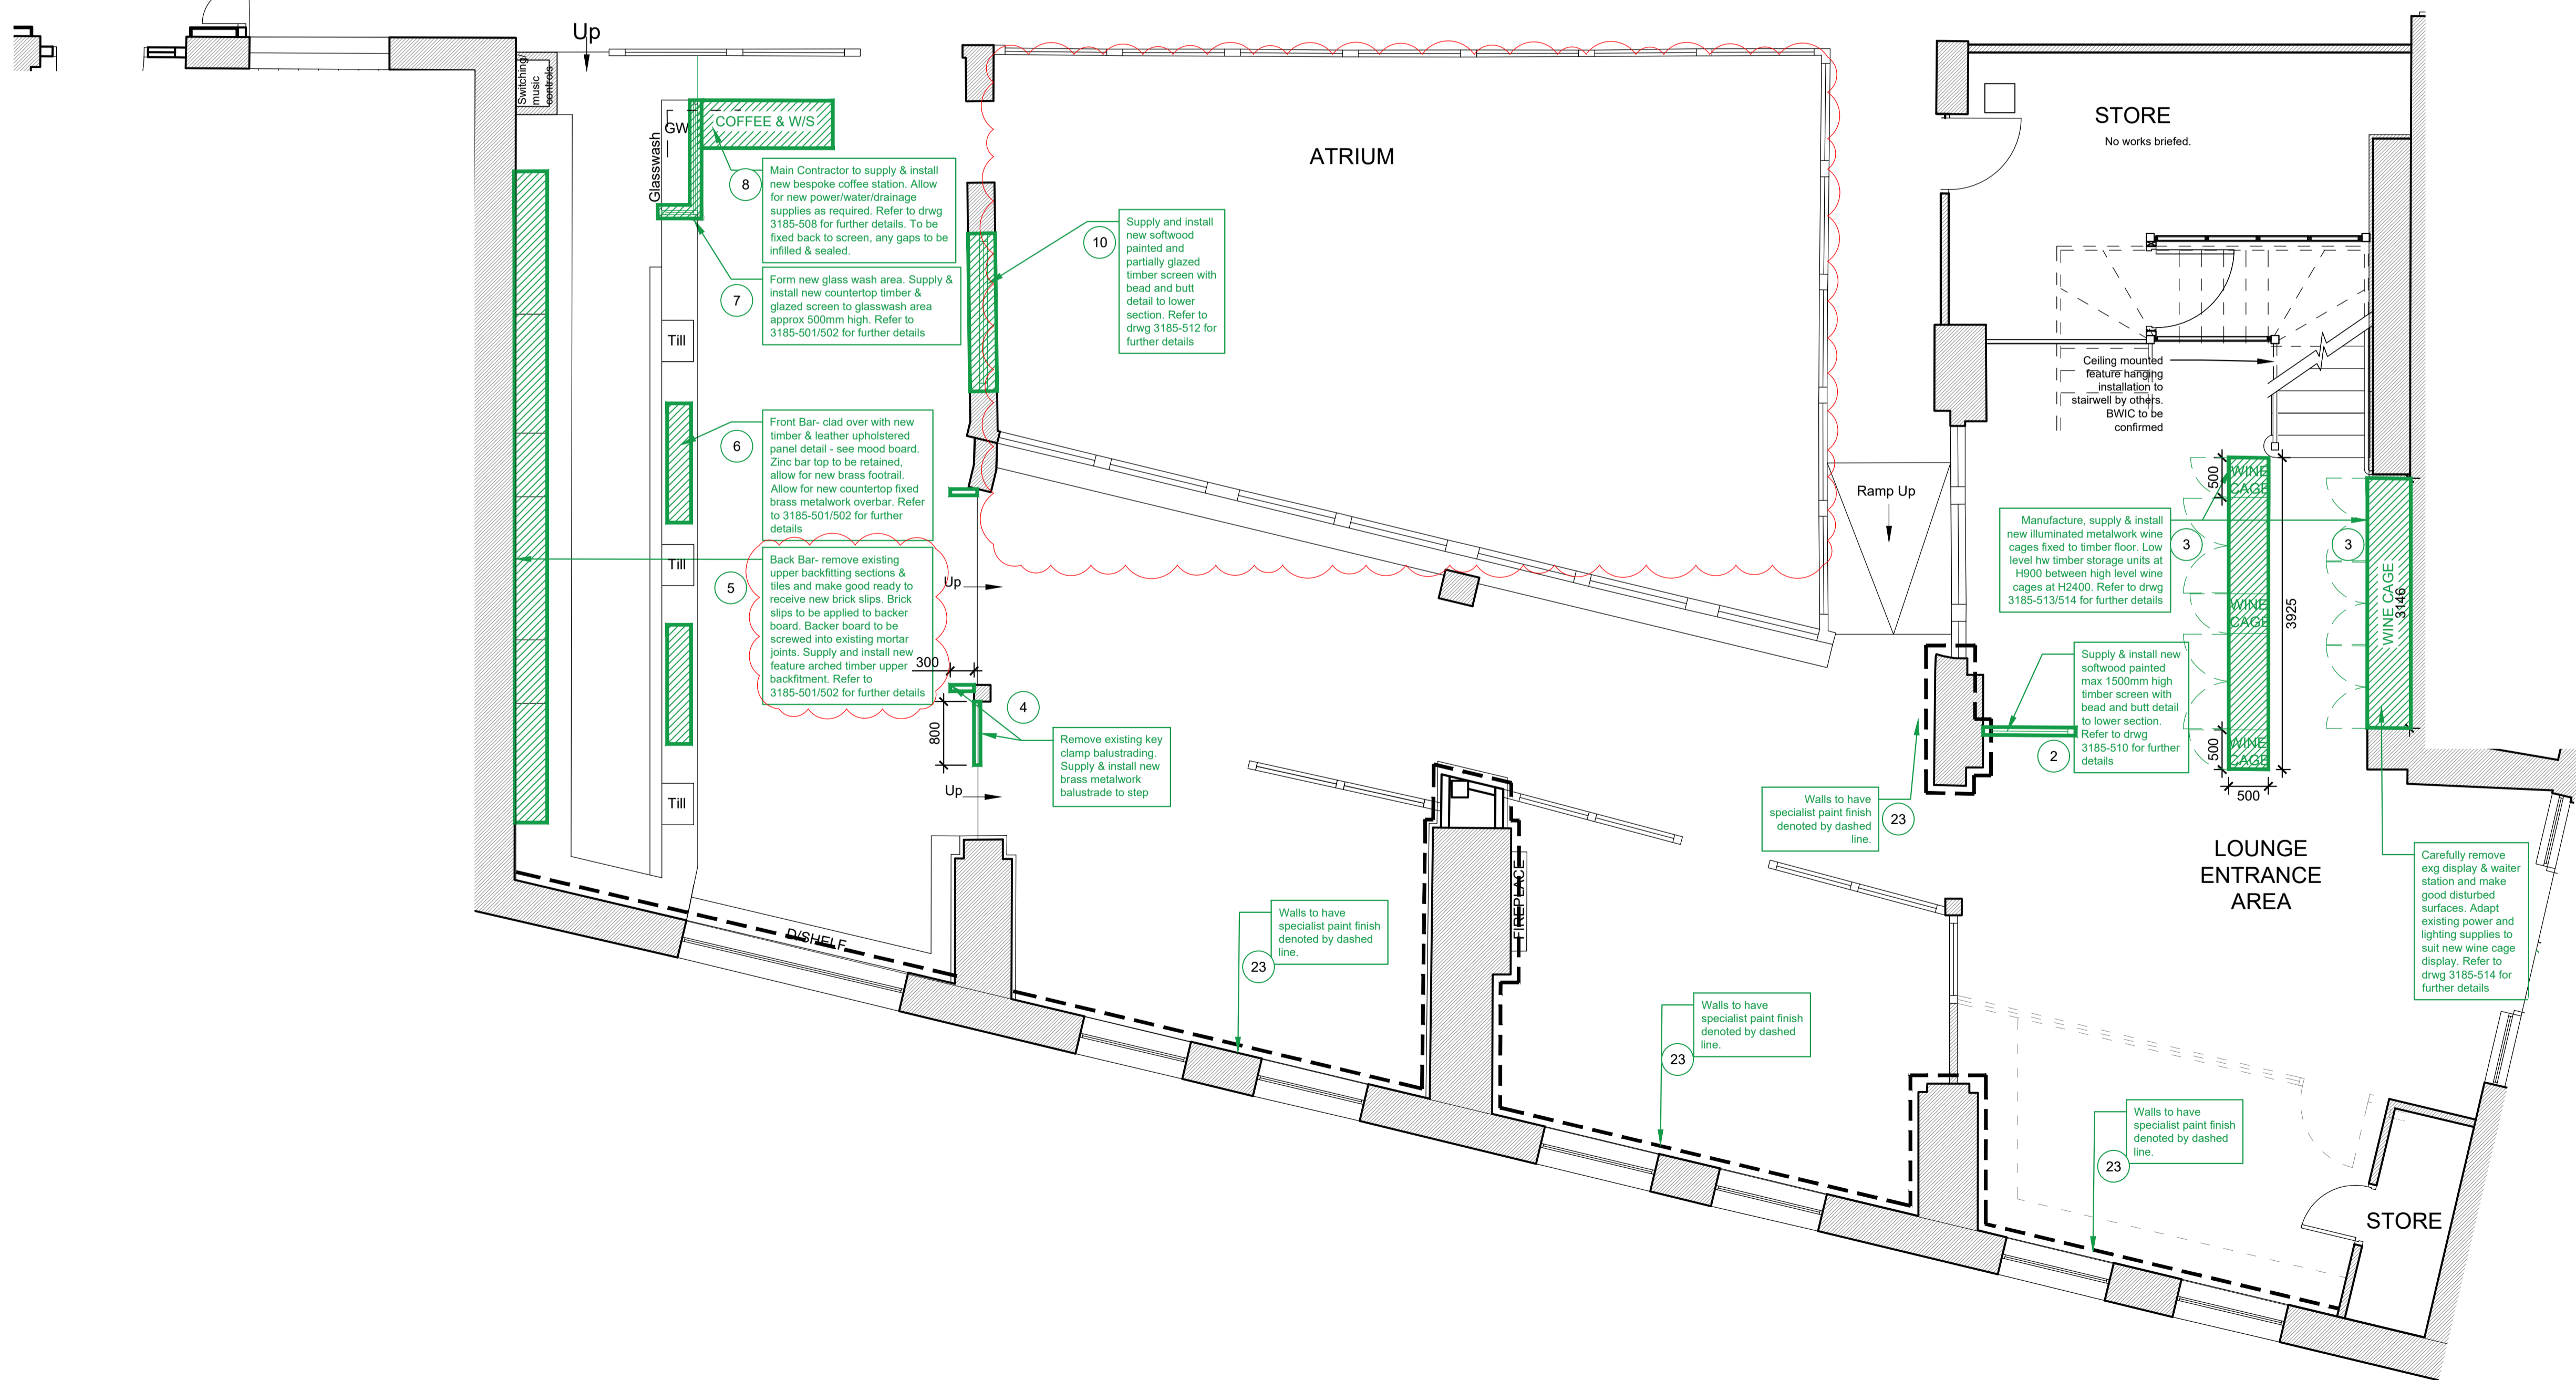 Up
Switching/
music
controls
GW
COFFEE & W/S
Glasswash
8
Main Contractor to supply & install
new bespoke coffee station. Allow
for new power/water/drainage
supplies as required. Refer to drwg
3185-508 for further details. To be
fixed back to screen, any gaps to be
infilled & sealed.
7
Form new glass wash area. Supply &
install new countertop timber &
glazed screen to glasswash area
approx 500mm high. Refer to
3185-501/502 for further details
Till
6
Front Bar- clad over with new
timber & leather upholstered
panel detail - see mood board.
Zinc bar top to be retained,
allow for new brass footrail.
Allow for new countertop fixed
brass metalwork overbar. Refer
to 3185-501/502 for further
details
Till
5
Back Bar- remove existing
upper backfitting sections &
tiles and make good ready to
receive new brick slips. Brick
slips to be applied to backer
board. Backer board to be
screwed into existing mortar
joints. Supply and install new
feature arched timber upper
backfitment. Refer to
3185-501/502 for further details
Up
300
800
4
Remove existing key
clamp balustrading.
Supply & install new
brass metalwork
balustrade to step
Up
Till
D/SHELF
ATRIUM
10
Supply and install
new softwood
painted and
partially glazed
timber screen with
bead and butt
detail to lower
section. Refer to
drwg 3185-512 for
further details
Ramp Up
STORE
No works briefed.
Ceiling mounted
feature hanging
installation to
stairwell by others.
BWIC to be
confirmed
500
WINE
CAGE
Manufacture, supply & install
new illuminated metalwork wine
cages fixed to timber floor. Low
level hw timber storage units at
H900 between high level wine
cages at H2400. Refer to drwg
3185-513/514 for further details
3
3
WINE
CAGE
3925
WINE CAGE
3146
Supply & install new
softwood painted
max 1500mm high
timber screen with
bead and butt detail
to lower section.
Refer to drwg
3185-510 for further
details
2
500
WINE
CAGE
500
Walls to have
specialist paint finish
denoted by dashed
line.
23
LOUNGE
ENTRANCE
AREA
Carefully remove
exg display & waiter
station and make
good disturbed
surfaces. Adapt
existing power and
lighting supplies to
suit new wine cage
display. Refer to
drwg 3185-514 for
further details
FIREPLACE
Walls to have
specialist paint finish
denoted by dashed
line.
23
Walls to have
specialist paint finish
denoted by dashed
line.
23
Walls to have
specialist paint finish
denoted by dashed
line.
23
STORE